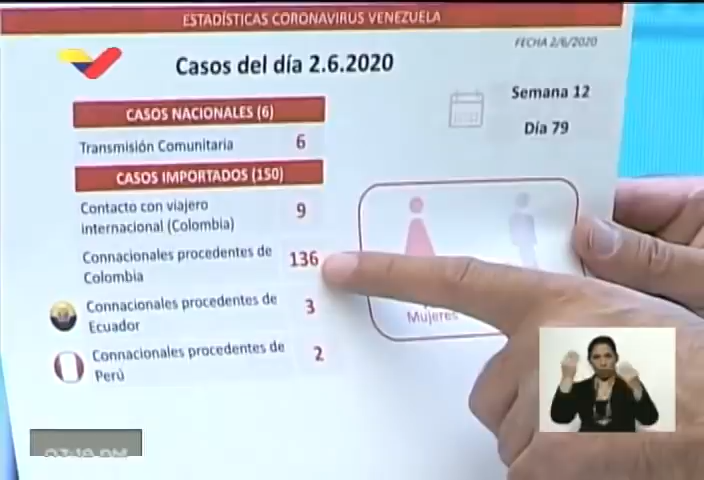 ESTADÍSTICAS CORONAVIRUS VENEZUELA
FECHA 2/6/2020
Casos del día 2.6.2020
Semana 12
Día 79
CASOS NACIONALES (6)
Transmisión Comunitaria 6
CASOS IMPORTADOS (150)
Contacto con viajero
internacional (Colombia) 9
Connacionales procedentes de
Colombia 136
Connacionales procedentes de
Ecuador 3
Connacionales procedentes de
Perú 2
Mujeres